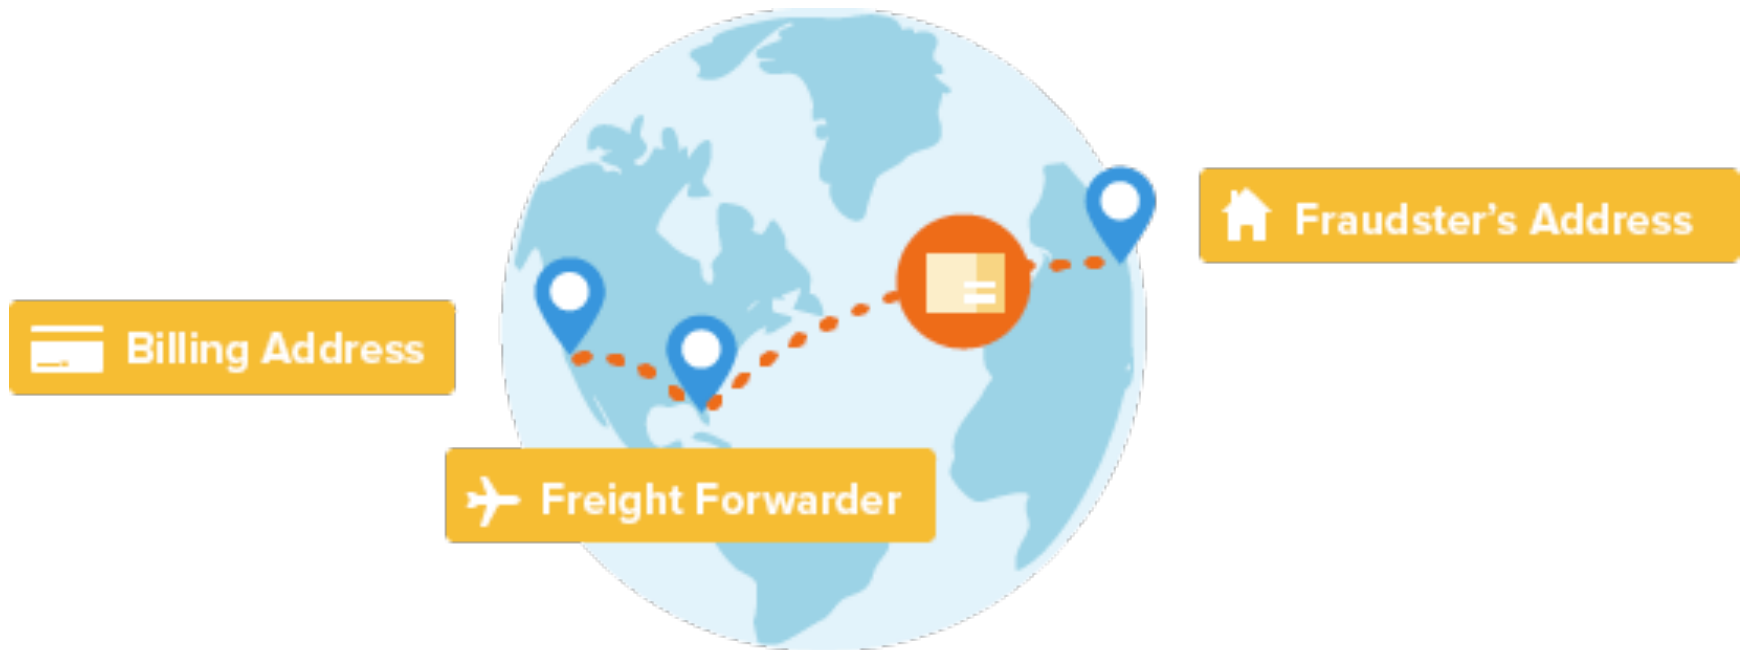 Billing Address
Freight Forwarder
Fraudster’s Address